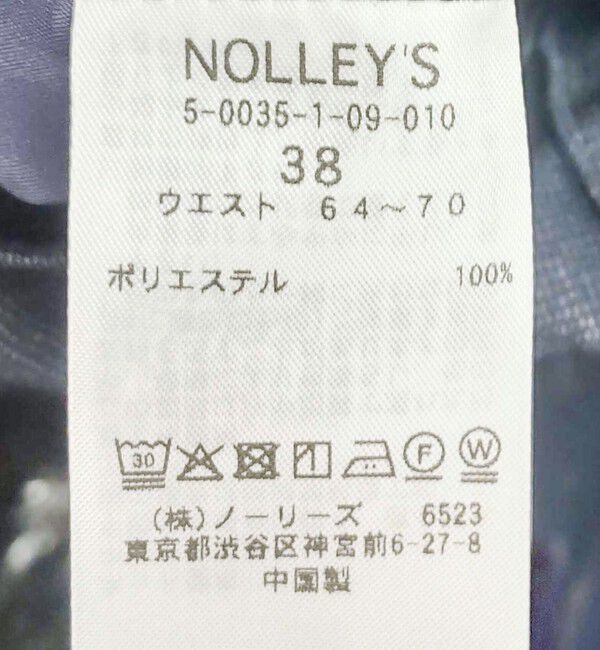 NOLLEY'S
5-0035-1-09-010
38
ウエスト 64～70
ポリエステル 100%
30 F W
(株)ノーリーズ 6523
東京都渋谷区神宮前6-27-8
中国製